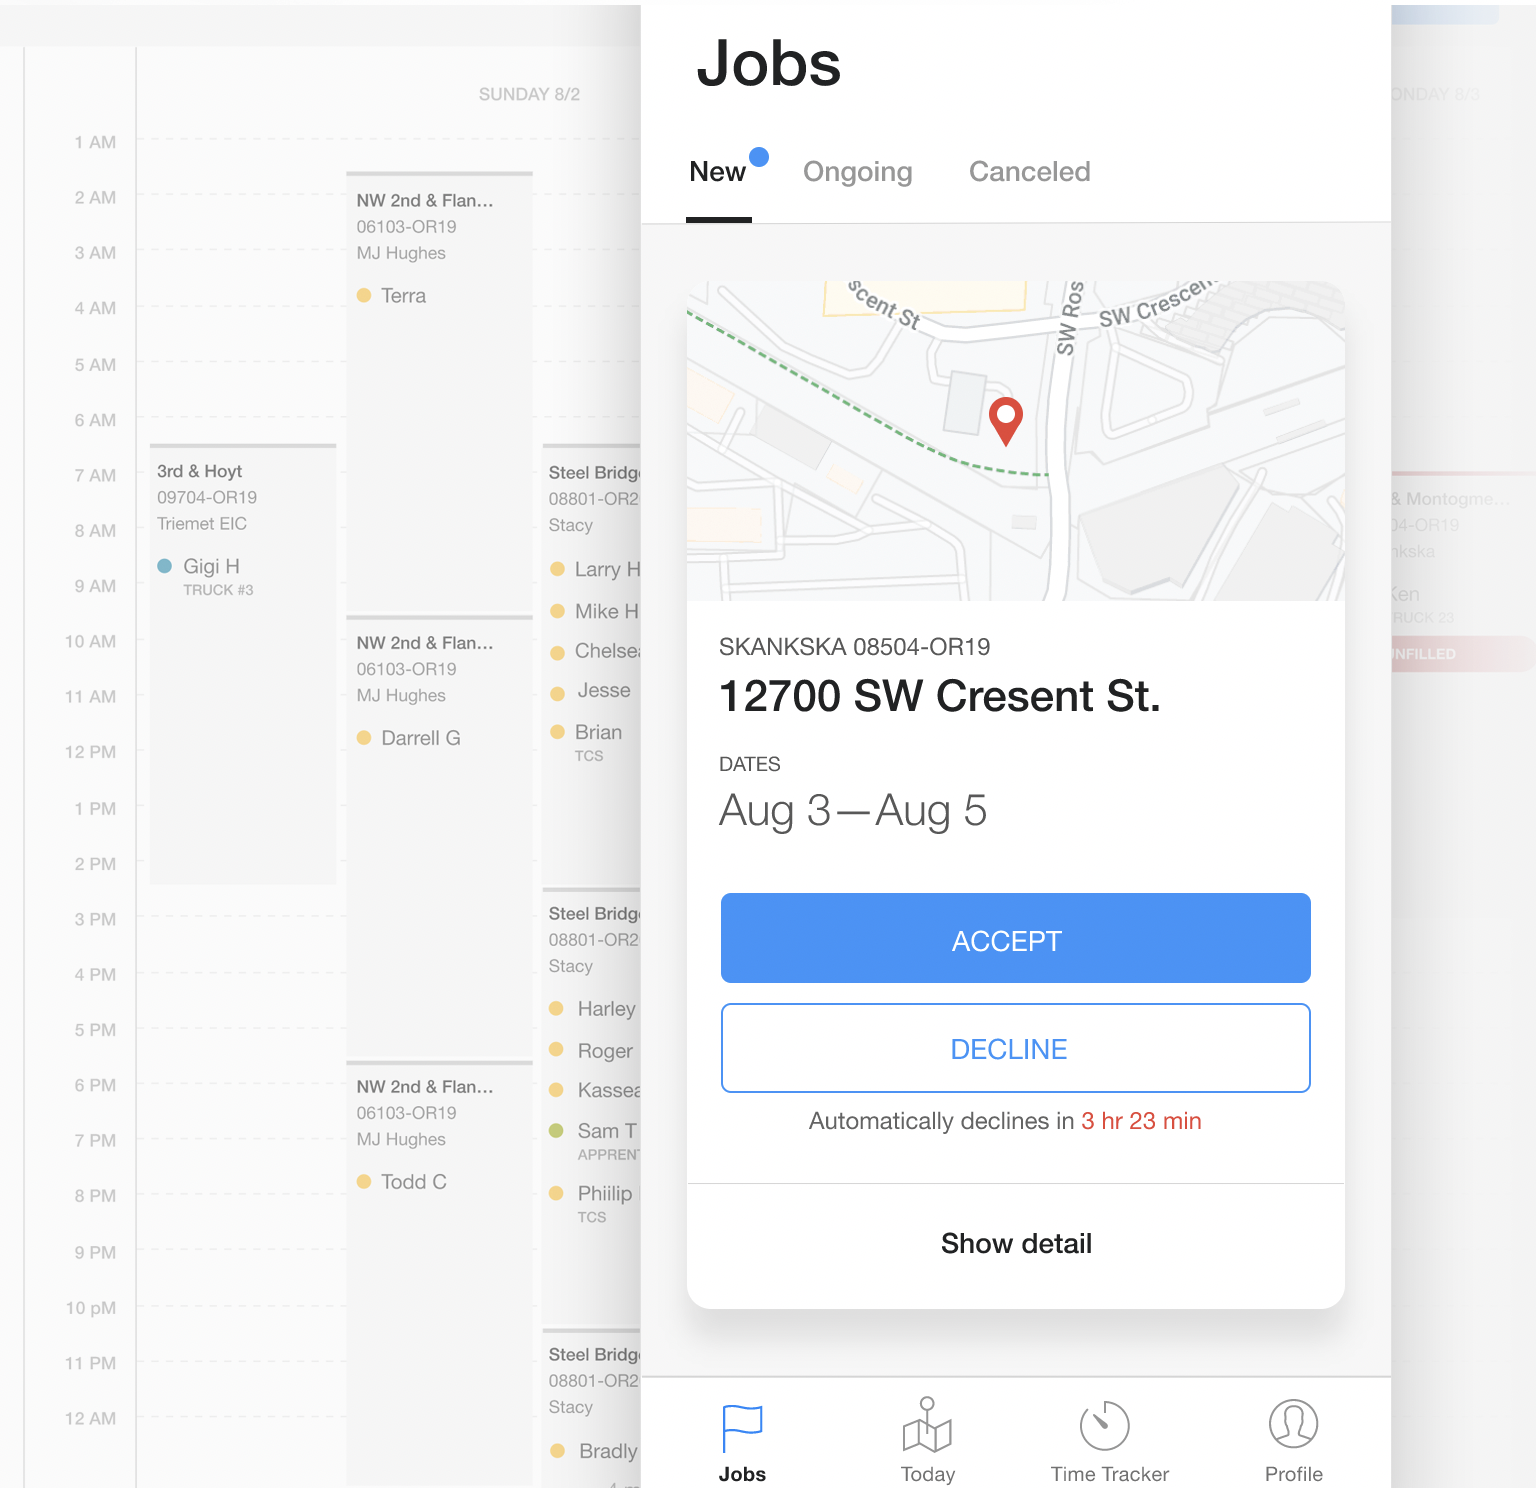 SUNDAY 8/2
1 AM
2 AM
3 AM
4 AM
5 AM
6 AM
7 AM
8 AM
9 AM
10 AM
11 AM
12 PM
1 PM
2 PM
3 PM
4 PM
5 PM
6 PM
7 PM
8 PM
9 PM
10 pM
11 PM
12 AM
3rd & Hoyt
09704-OR19
Triemet EIC
Gigi H
TRUCK #3
NW 2nd & Flan...
06103-OR19
MJ Hughes
Terra
NW 2nd & Flan...
06103-OR19
MJ Hughes
Darrell G
NW 2nd & Flan...
06103-OR19
MJ Hughes
Todd C
Steel Bridg
08801-OR2
Stacy
Larry H
Mike H
Chelse
Jesse
Brian
TCS
Steel Bridg
08801-OR2
Stacy
Harley
Roger
Kassea
Sam T
APPREN
Phiilip
TCS
Steel Bridg
08801-OR2
Stacy
Bradly
Jobs
New
Ongoing
Canceled
scent St
SW Ros
SW Crescen
SKANKSKA 08504-OR19
12700 SW Cresent St.
DATES
Aug 3—Aug 5
ACCEPT
DECLINE
Automatically declines in 3 hr 23 min
Show detail
Jobs
Today
Time Tracker
Profile
ONDAY 8/3
& Montogme...
04-OR19
nkska
Ken
RUCK 23
NFILLED